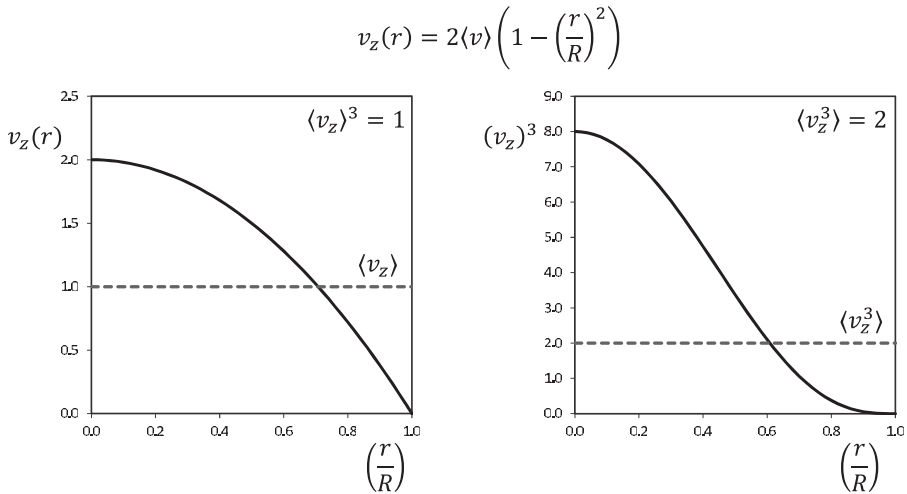 v_z(r) = 2⟨v⟩(1 − (r/R)^2)
v_z(r)
⟨v_z⟩^3 = 1
⟨v_z⟩
2.5
2.0
1.5
1.0
0.5
0.0
0.0 0.2 0.4 0.6 0.8 1.0
(r/R)
(v_z)^3
⟨v_z^3⟩ = 2
⟨v_z^3⟩
9.0
8.0
7.0
6.0
5.0
4.0
3.0
2.0
1.0
0.0
0.0 0.2 0.4 0.6 0.8 1.0
(r/R)